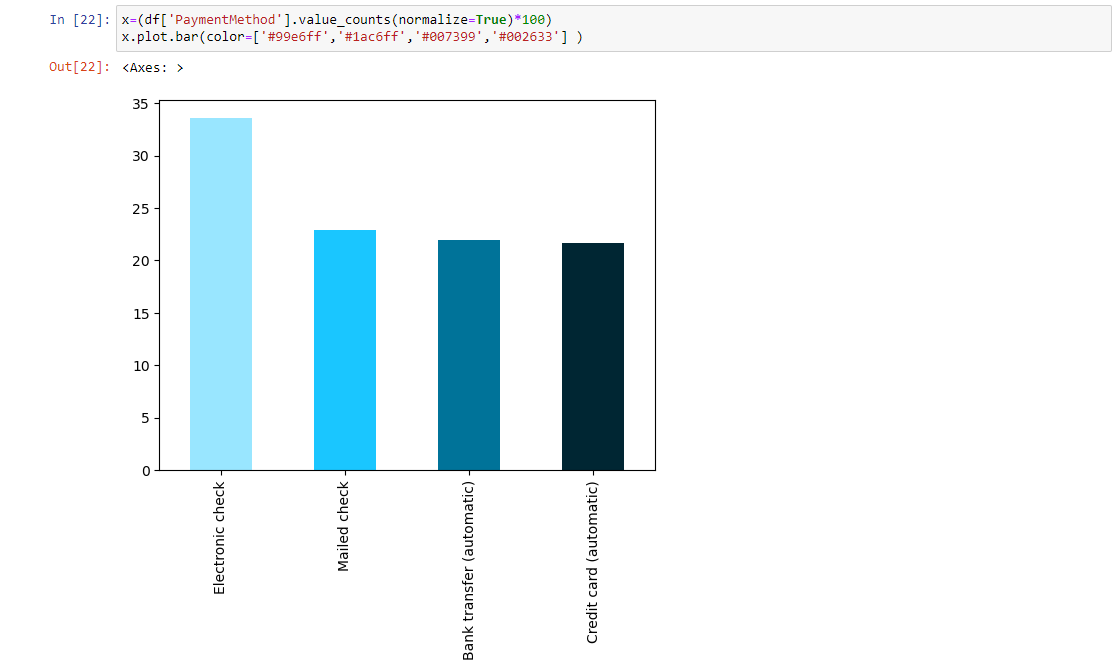 In [22]: x=(df['PaymentMethod'].value_counts(normalize=True)*100)
x.plot.bar(color=['#99e6ff','#1ac6ff','#007399','#002633'] )
Out[22]: <Axes: >
35
30
25
20
15
10
5
0
Electronic check
Mailed check
Bank transfer (automatic)
Credit card (automatic)